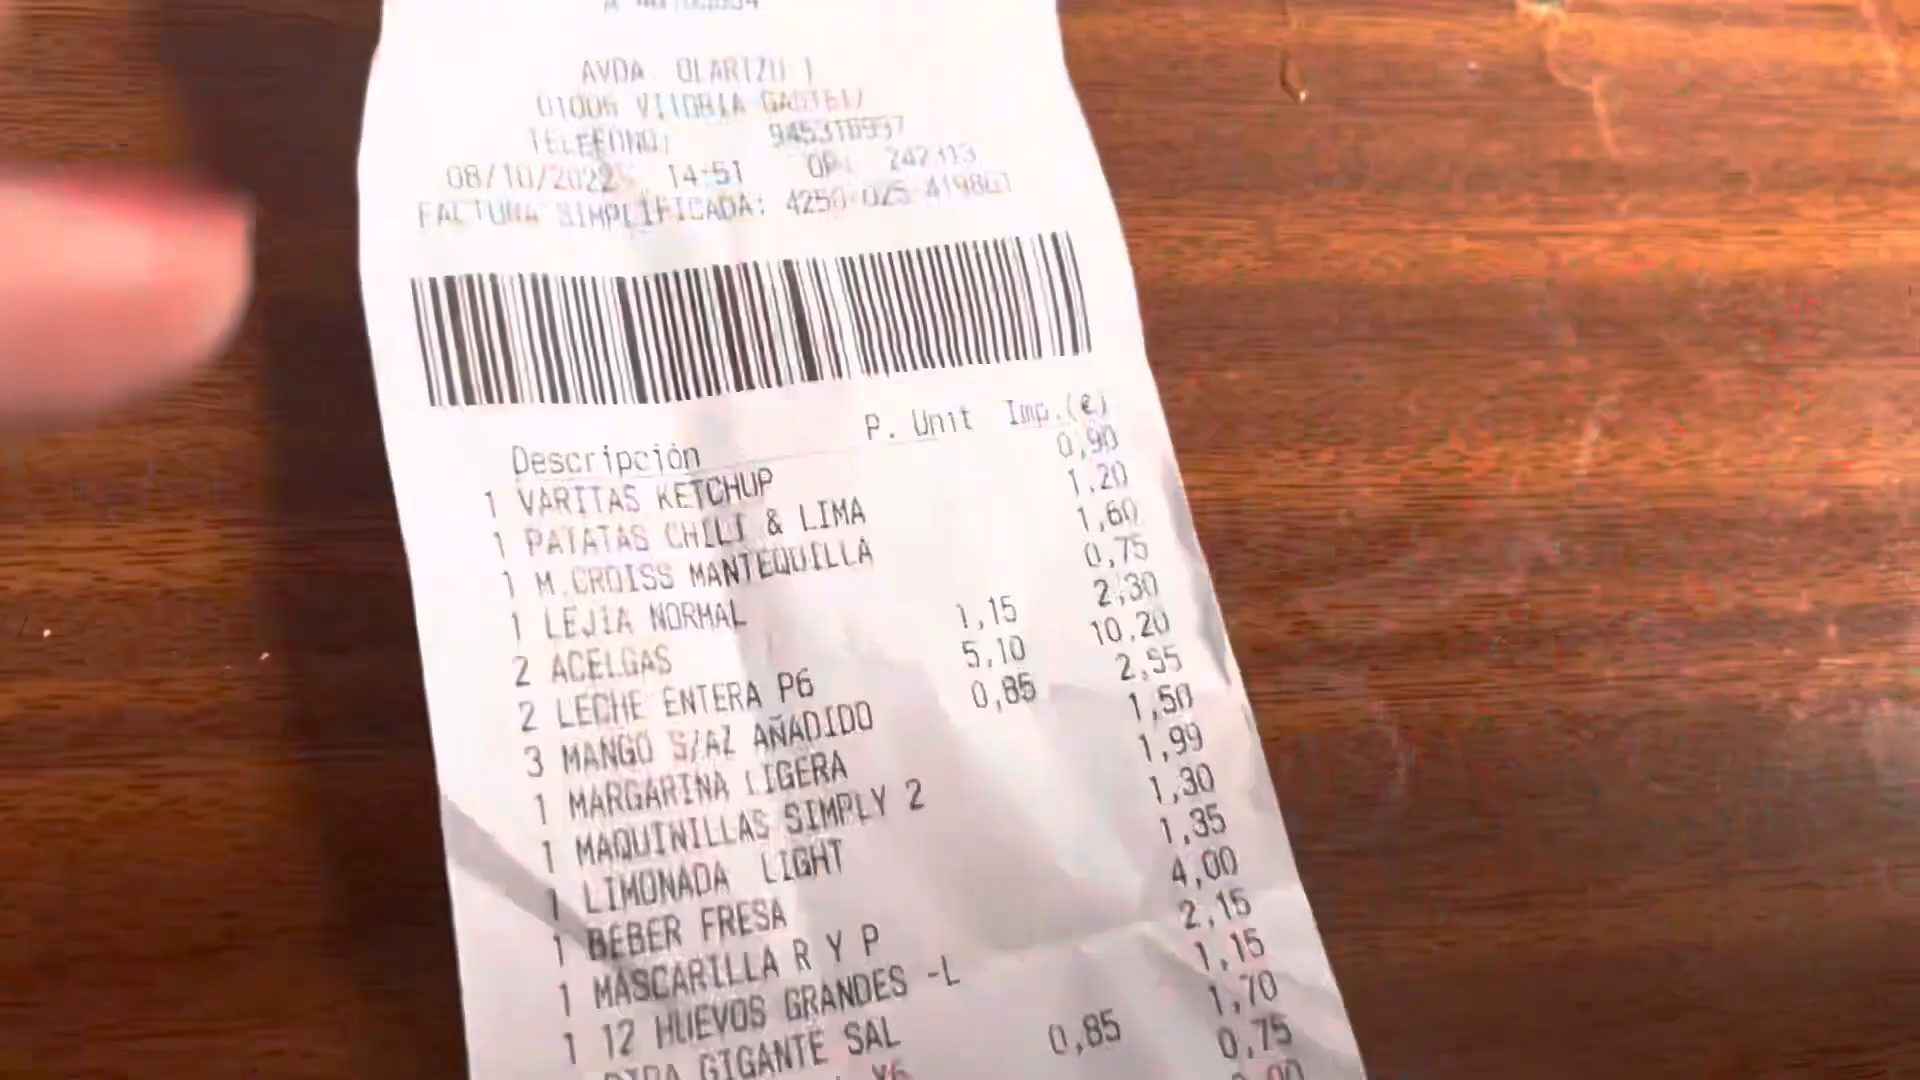 AVDA. OLARIZU 1
01006 VITORIA GASTEIZ
TELEFONO:
08/10/2022 14:51 OP: 242313
FACTURA SIMPLIFICADA: 4250-025-419861
Descripción P. Unit Imp.(€)
1 VARITAS KETCHUP 0,90
1 PATATAS CHILI & LIMA 1,20
1 M.CROISS MANTEQUILLA 1,60
1 LEJIA NORMAL 0,75
2 ACELGAS 1,15 2,30
2 LECHE ENTERA P6 5,10 10,20
3 MANGO S/AZ AÑADIDO 0,85 2,55
1 MARGARINA LIGERA 1,50
1 MAQUINILLAS SIMPLY 2 1,99
1 LIMONADA LIGHT 1,30
1 BEBER FRESA 1,35
1 MASCARILLA R Y P 4,00
1 12 HUEVOS GRANDES -L 2,15
GIGANTE SAL 1,15
0,85 1,70
0,75